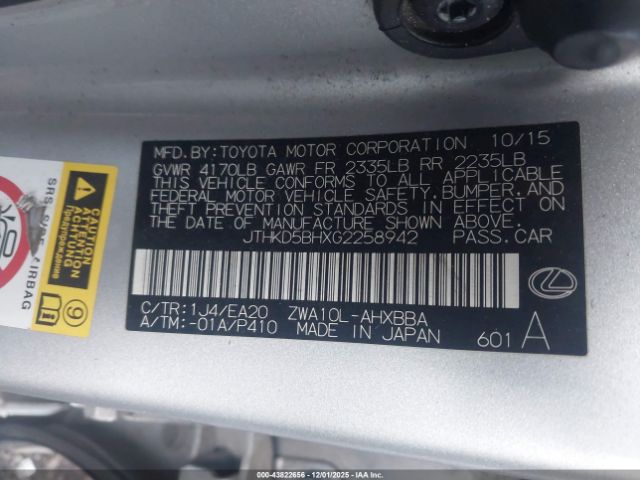 MFD. BY: TOYOTA MOTOR CORPORATION 10/15
GVWR 4170LB GAWR FR 2335LB RR 2235LB
THIS VEHICLE CONFORMS TO ALL APPLICABLE
FEDERAL MOTOR VEHICLE SAFETY, BUMPER, AND
THEFT PREVENTION STANDARDS IN EFFECT ON
THE DATE OF MANUFACTURE SHOWN ABOVE.
JTHKD5BHXG2258942 PASS. CAR
C/TR: 1J4/EA20 ZWA10L-AHXBBA
A/TM: -01A/P410 MADE IN JAPAN 601 A
AIRBAG
9
000-43822656 - 12/01/2025 - IAAI.COM